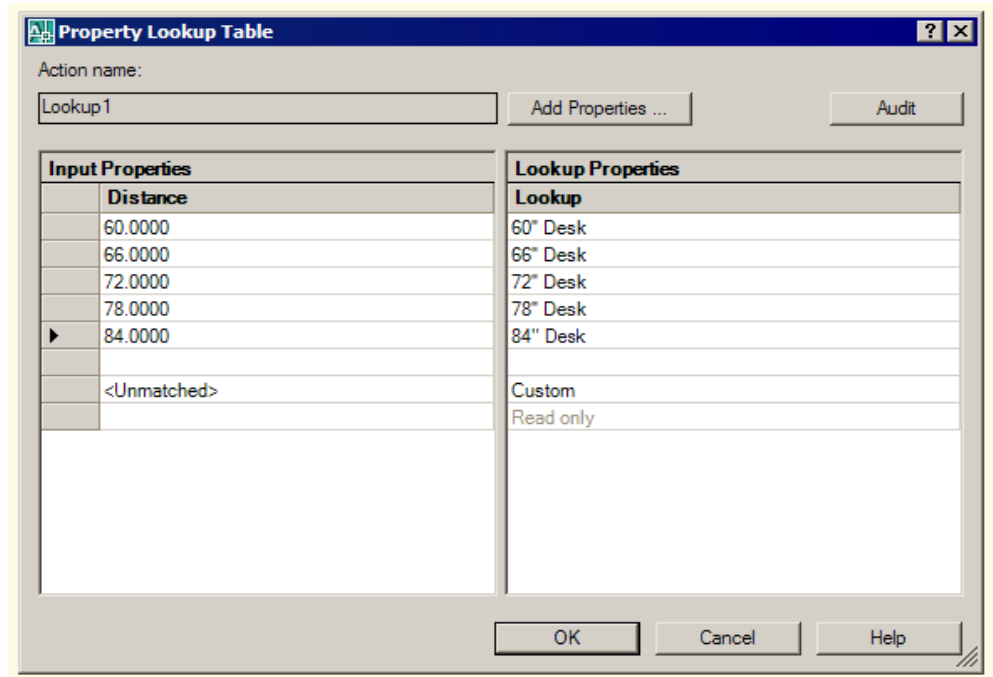 Property Lookup Table
Action name:
Lookup1
Add Properties ...
Audit
Input Properties
Lookup Properties
Distance
Lookup
60.0000
60" Desk
66.0000
66" Desk
72.0000
72" Desk
78.0000
78" Desk
84.0000
84'' Desk
<Unmatched>
Custom
Read only
OK
Cancel
Help